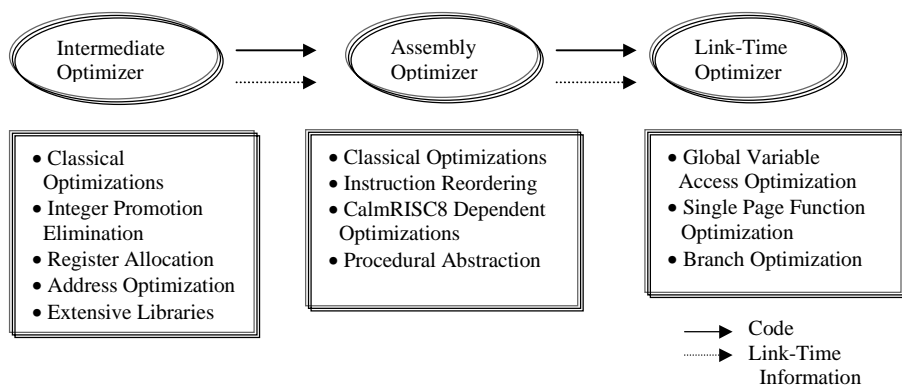 Intermediate
Optimizer
Assembly
Optimizer
Link-Time
Optimizer
• Classical
Optimizations
• Integer Promotion
Elimination
• Register Allocation
• Address Optimization
• Extensive Libraries
• Classical Optimizations
• Instruction Reordering
• CalmRISC8 Dependent
Optimizations
• Procedural Abstraction
• Global Variable
Access Optimization
• Single Page Function
Optimization
• Branch Optimization
Code
Link-Time
Information